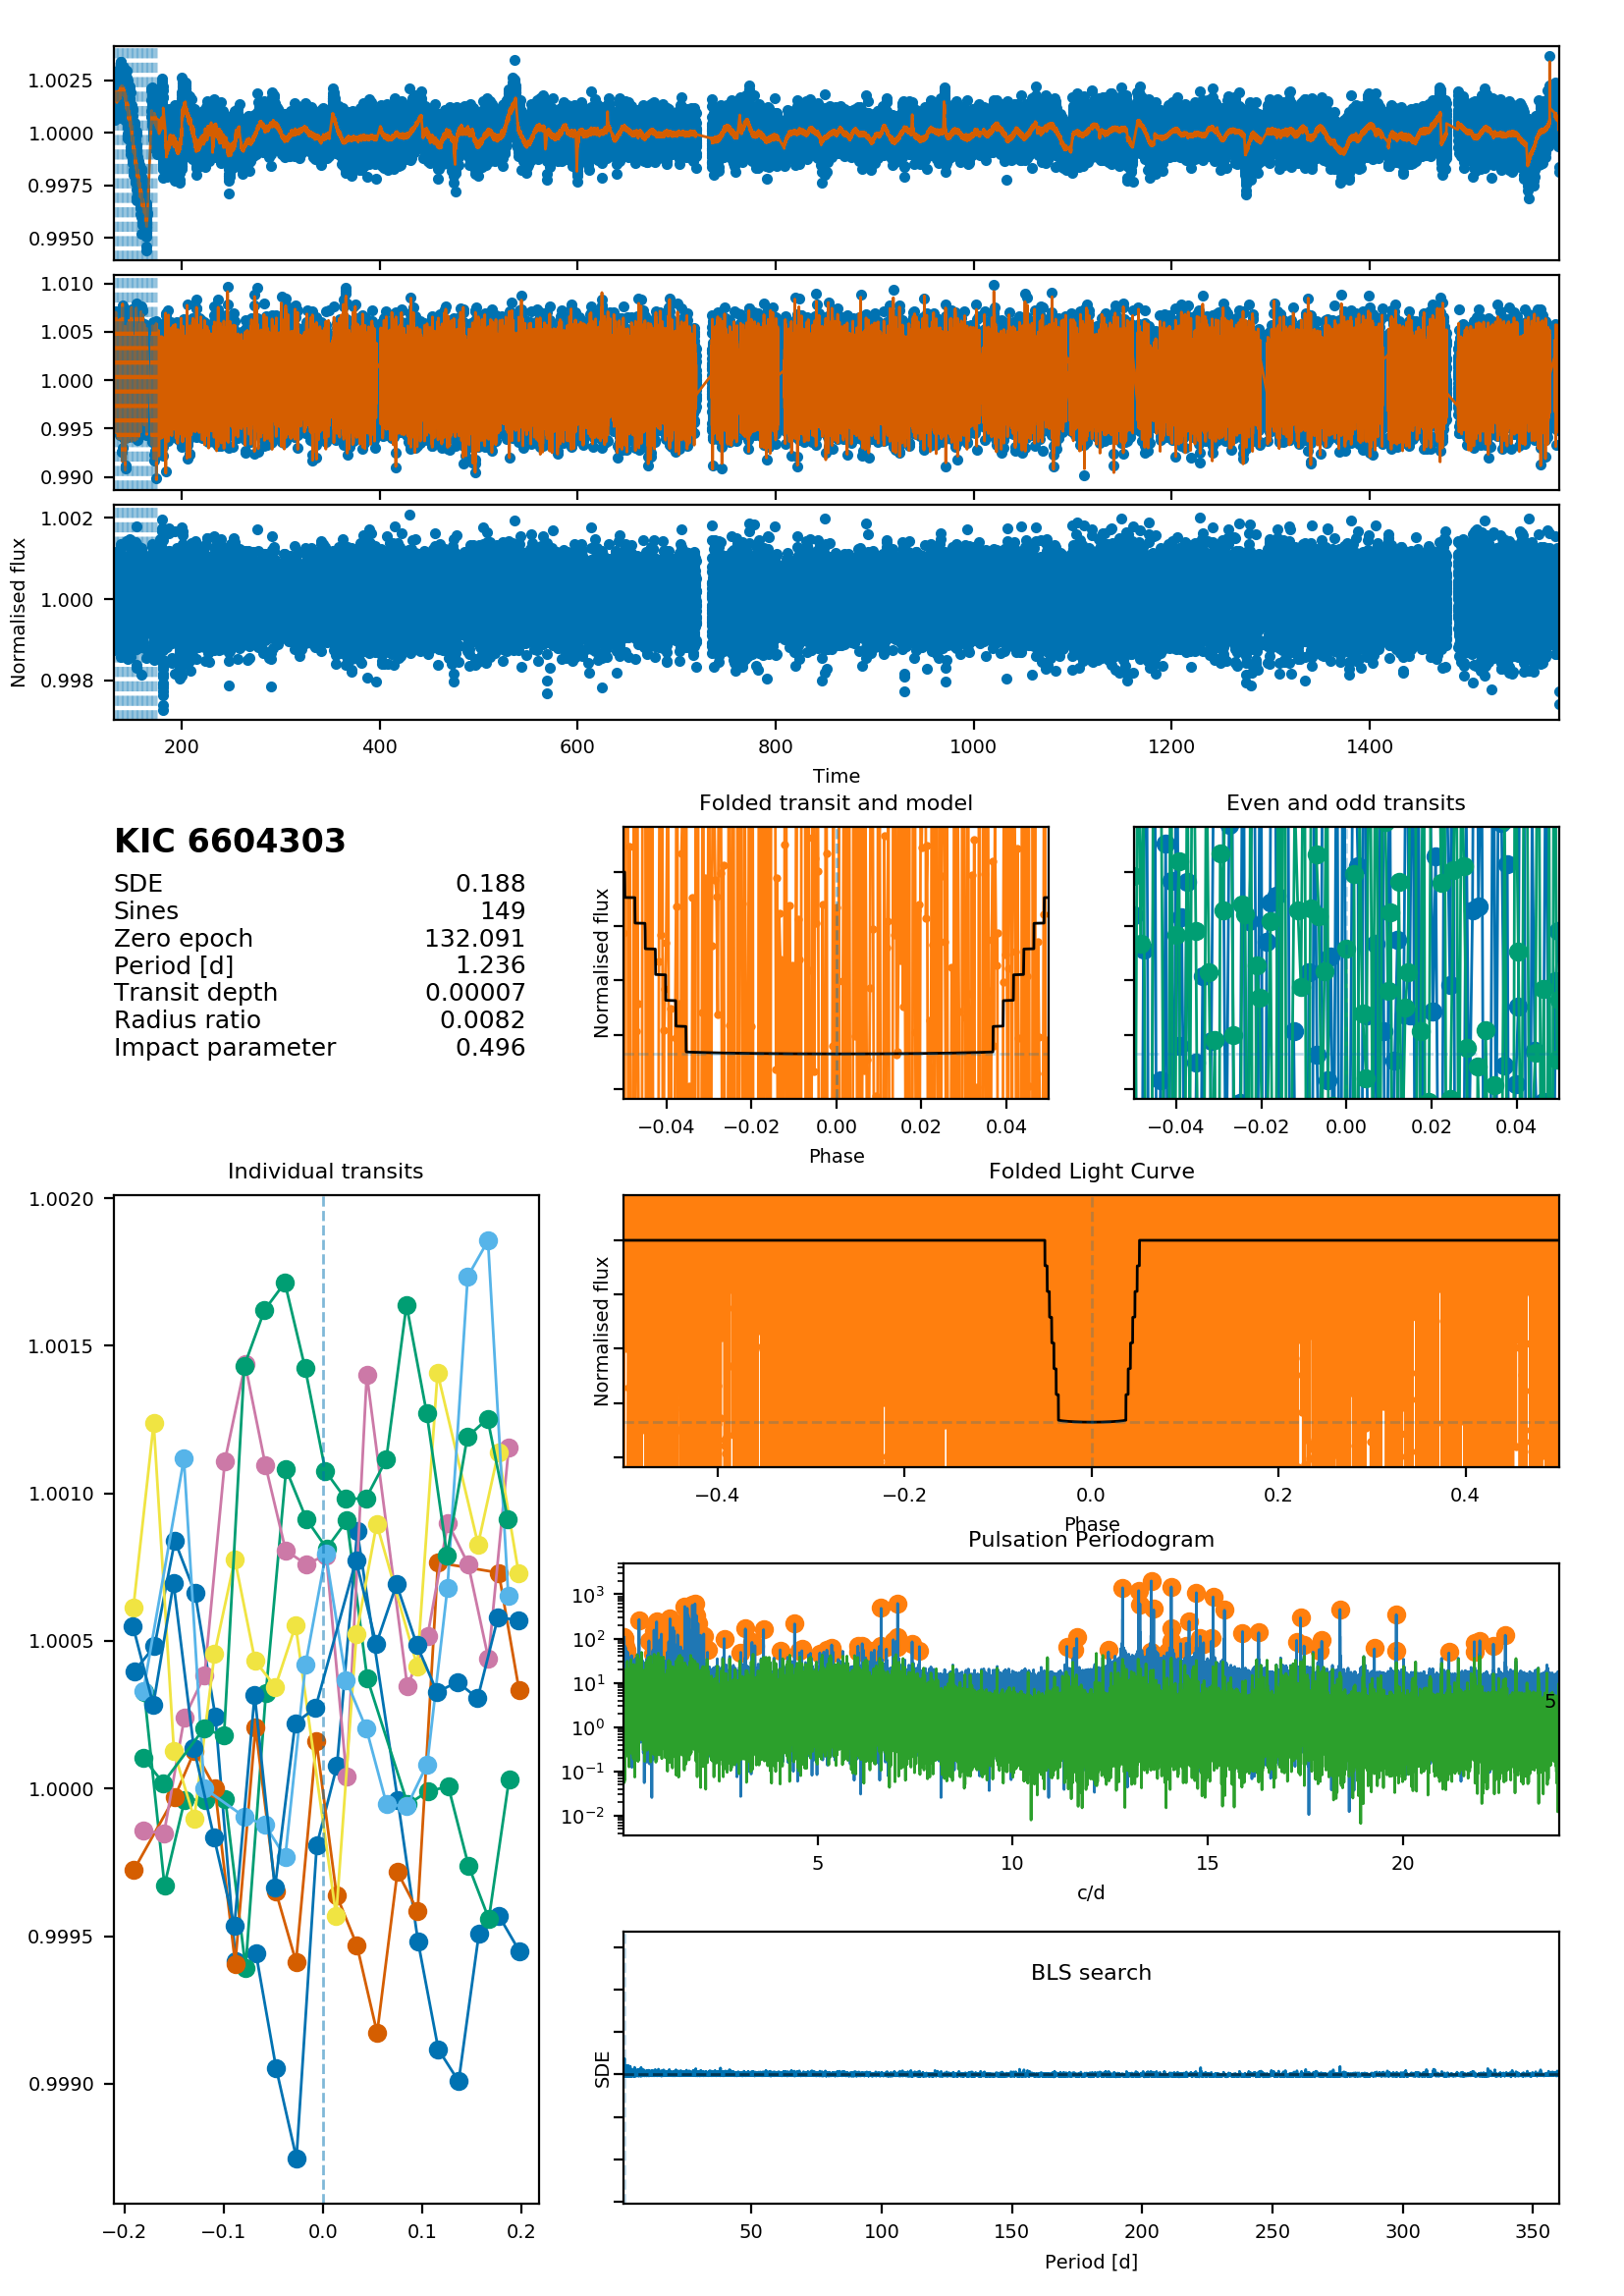 1.0025
1.0000
0.9975
0.9950
1.010
1.005
1.000
0.995
0.990
1.002
1.000
0.998
Normalised flux
200 400 600 800 1000 1200 1400
Time
KIC 6604303
SDE 0.188
Sines 149
Zero epoch 132.091
Period [d] 1.236
Transit depth 0.00007
Radius ratio 0.0082
Impact parameter 0.496
Folded transit and model
Normalised flux
−0.04 −0.02 0.00 0.02 0.04
Phase
Even and odd transits
−0.04 −0.02 0.00 0.02 0.04
Individual transits
1.0020
1.0015
1.0010
1.0005
1.0000
0.9995
0.9990
−0.2 −0.1 0.0 0.1 0.2
Folded Light Curve
Normalised flux
−0.4 −0.2 0.0 0.2 0.4
Phase
Pulsation Periodogram
10³
10²
10¹
10⁰
10⁻¹
10⁻²
5
5 10 15 20
c/d
BLS search
SDE
50 100 150 200 250 300 350
Period [d]